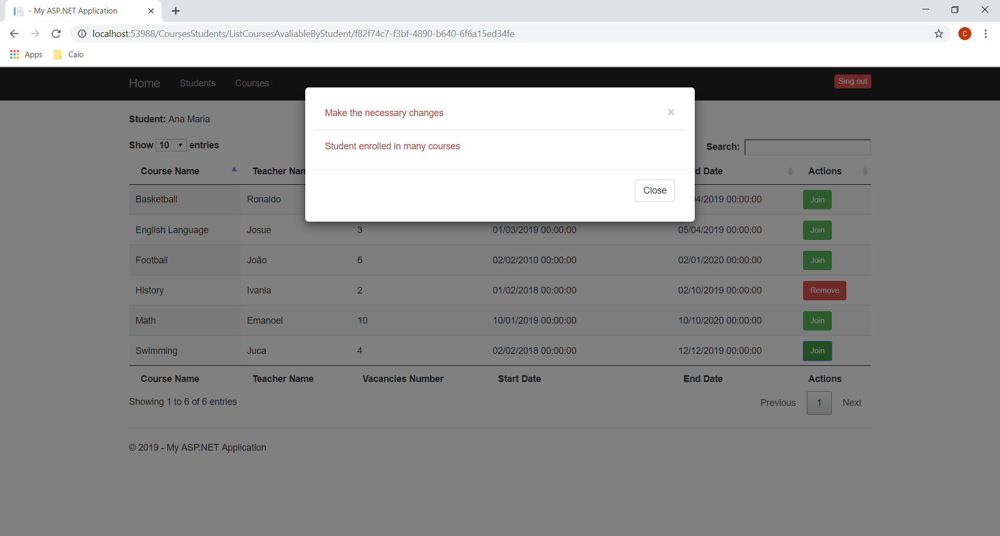 - My ASP.NET Application
localhost:53988/CoursesStudents/ListCoursesAvaliableByStudent/f82f74c7-f3bf-4890-b640-6f6a15ed34fe
C
Apps Caio
Home Students Courses Sing out
Make the necessary changes ×
Student enrolled in many courses
Close
Student: Ana Maria
Show 10 entries Search:
Course Name Teacher Nam d Date Actions
Basketball Ronaldo 4/2019 00:00:00 Join
English Language Josue 3 01/03/2019 00:00:00 05/04/2019 00:00:00 Join
Football João 6 02/02/2010 00:00:00 02/01/2020 00:00:00 Join
History Ivania 2 01/02/2018 00:00:00 02/10/2019 00:00:00 Remove
Math Emanoel 10 10/01/2019 00:00:00 10/10/2020 00:00:00 Join
Swimming Juca 4 02/02/2018 00:00:00 12/12/2019 00:00:00 Join
Course Name Teacher Name Vacancies Number Start Date End Date Actions
Showing 1 to 6 of 6 entries Previous 1 Next
© 2019 - My ASP.NET Application